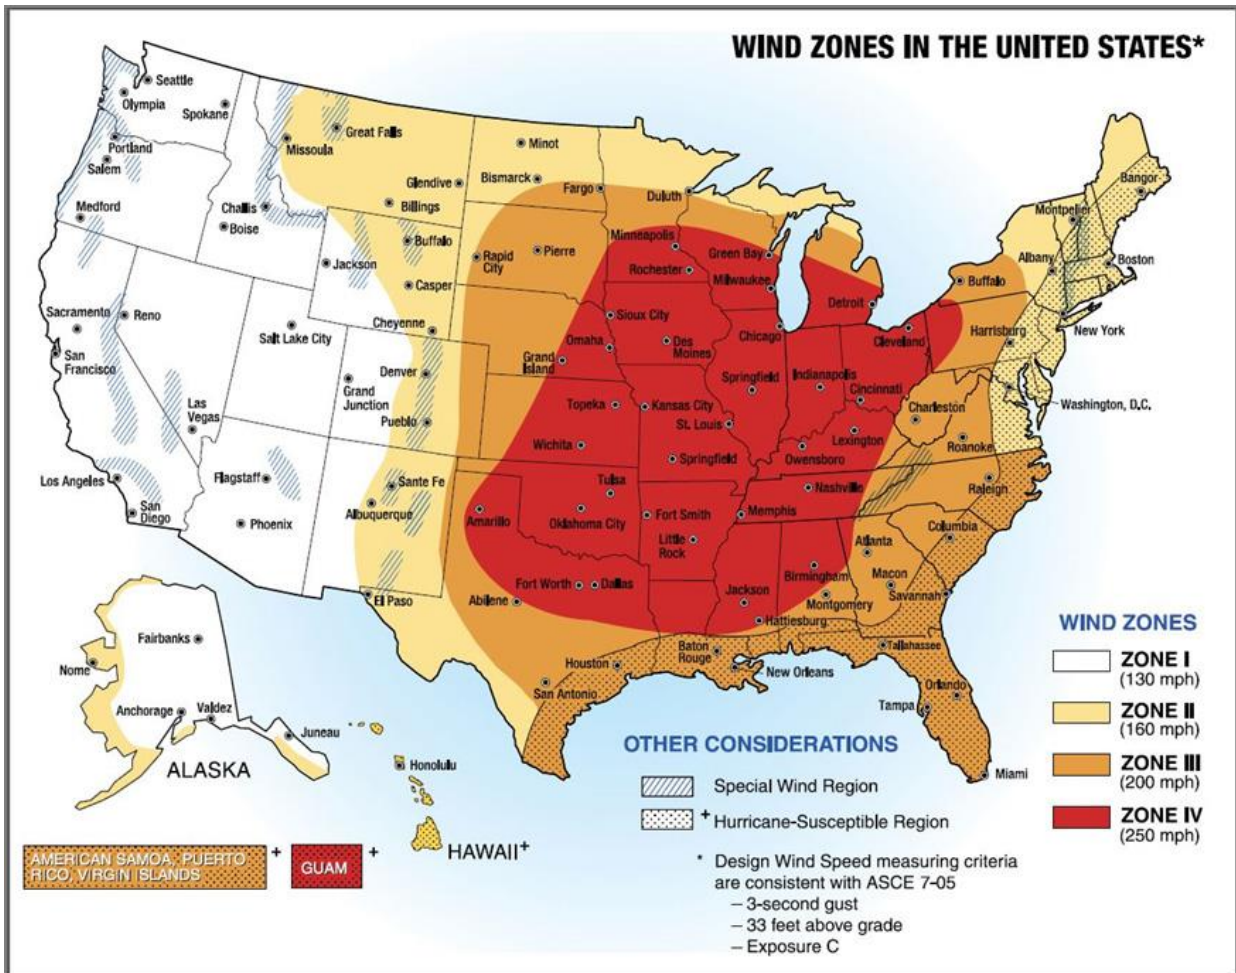 WIND ZONES IN THE UNITED STATES*
Seattle
Olympia
Spokane
Portland
Salem
Medford
Missoula
Great Falls
Glendive
Billings
Challis
Boise
Jackson
Buffalo
Casper
Cheyenne
Minot
Bismarck
Fargo
Duluth
Rapid
City
Pierre
Minneapolis
Rochester
Green Bay
Milwaukee
Detroit
Bangor
Montpelier
Albany
Boston
Buffalo
New York
Harrisburg
Washington, D.C.
Sacramento
San
Francisco
Reno
Salt Lake City
Las
Vegas
Grand
Junction
Denver
Pueblo
Grand
Island
Omaha
Sioux City
Des
Moines
Chicago
Cleveland
Springfield
Indianapolis
Cincinnati
Topeka
Kansas City
St. Louis
Lexington
Owensboro
Charleston
Roanoke
Raleigh
Los Angeles
San
Diego
Flagstaff
Phoenix
Sante Fe
Albuquerque
El Paso
Wichita
Springfield
Tulsa
Oklahoma City
Amarillo
Fort Smith
Little
Rock
Nashville
Memphis
Columbia
Atlanta
Macon
Savannah
Birmingham
Montgomery
Fort Worth
Dallas
Abilene
Jackson
Hattiesburg
Baton
Rouge
New Orleans
Houston
San Antonio
Tallahassee
Orlando
Tampa
Miami
Fairbanks
Nome
Anchorage
Valdez
Juneau
ALASKA
Honolulu
HAWAII+
AMERICAN SAMOA, PUERTO
RICO, VIRGIN ISLANDS
+
GUAM
+
OTHER CONSIDERATIONS
Special Wind Region
+ Hurricane-Susceptible Region
* Design Wind Speed measuring criteria
are consistent with ASCE 7-05
– 3-second gust
– 33 feet above grade
– Exposure C
WIND ZONES
ZONE I
(130 mph)
ZONE II
(160 mph)
ZONE III
(200 mph)
ZONE IV
(250 mph)